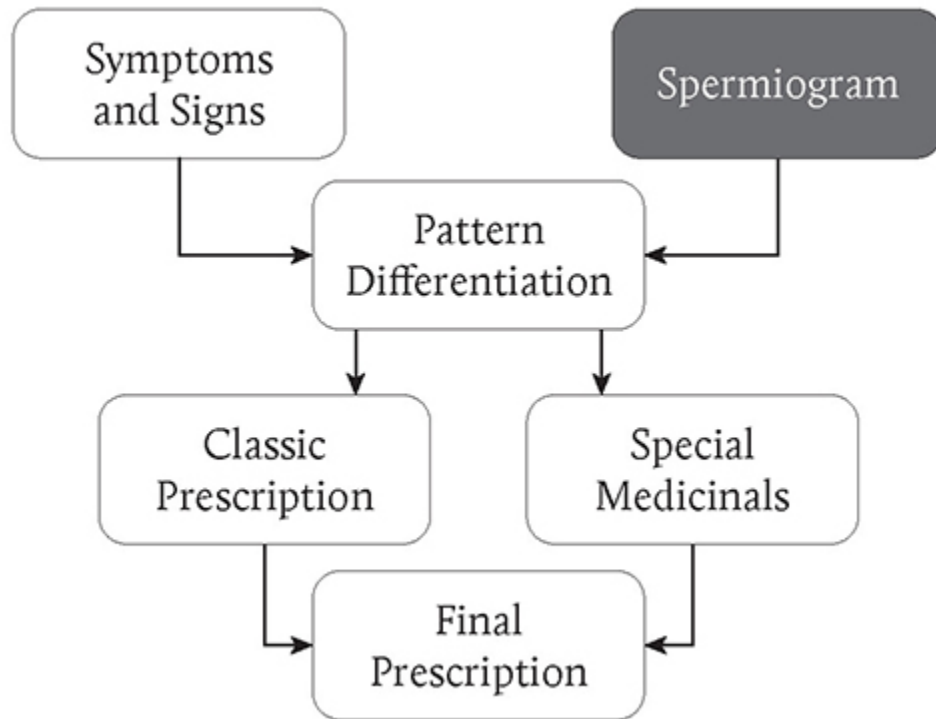 Symptoms
and Signs
Spermiogram
Pattern
Differentiation
Classic
Prescription
Special
Medicinals
Final
Prescription